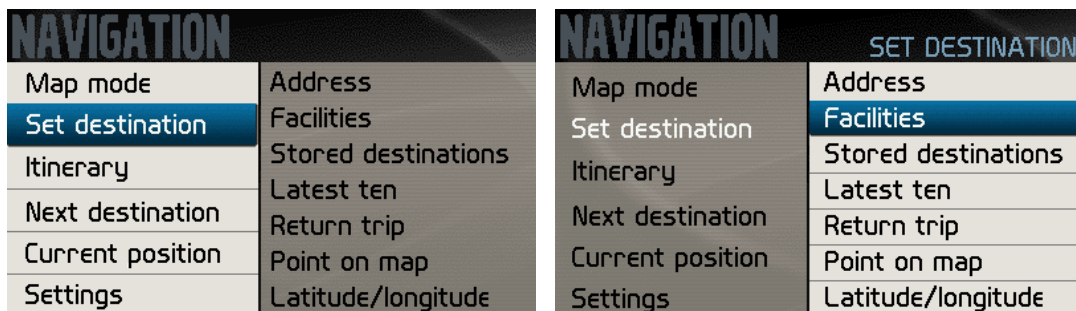 NAVIGATION
Map mode
Set destination
Itinerary
Next destination
Current position
Settings
Address
Facilities
Stored destinations
Latest ten
Return trip
Point on map
Latitude/longitude
NAVIGATION
SET DESTINATION
Map mode
Set destination
Itinerary
Next destination
Current position
Settings
Address
Facilities
Stored destinations
Latest ten
Return trip
Point on map
Latitude/longitude